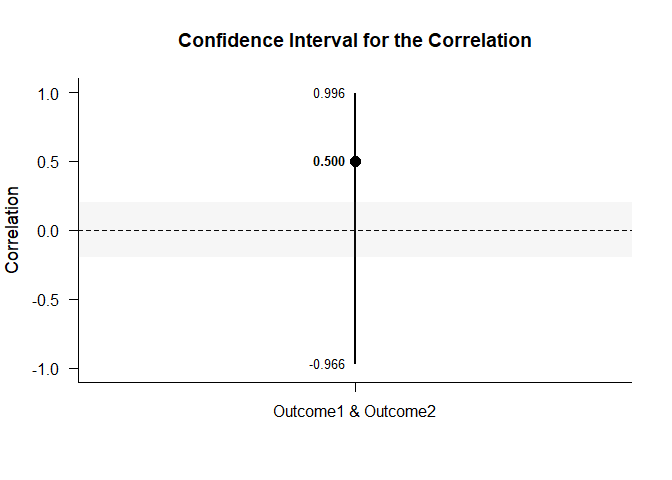 Confidence Interval for the Correlation
Correlation
1.0
0.5
0.0
-0.5
-1.0
0.996
0.500
-0.966
Outcome1 & Outcome2